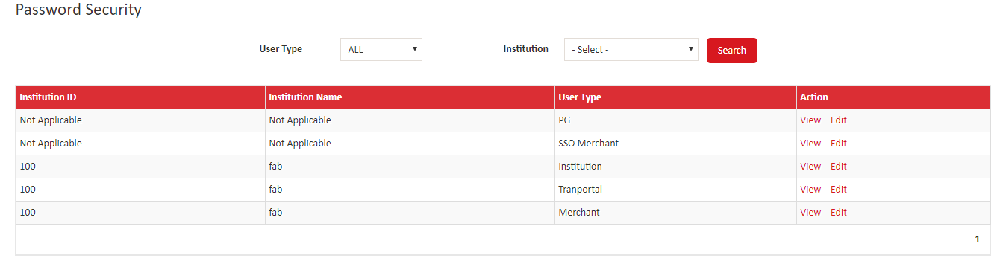 Password Security
User Type ALL Institution - Select - Search
Institution ID Institution Name User Type Action
Not Applicable Not Applicable PG View Edit
Not Applicable Not Applicable SSO Merchant View Edit
100 fab Institution View Edit
100 fab Tranportal View Edit
100 fab Merchant View Edit
1